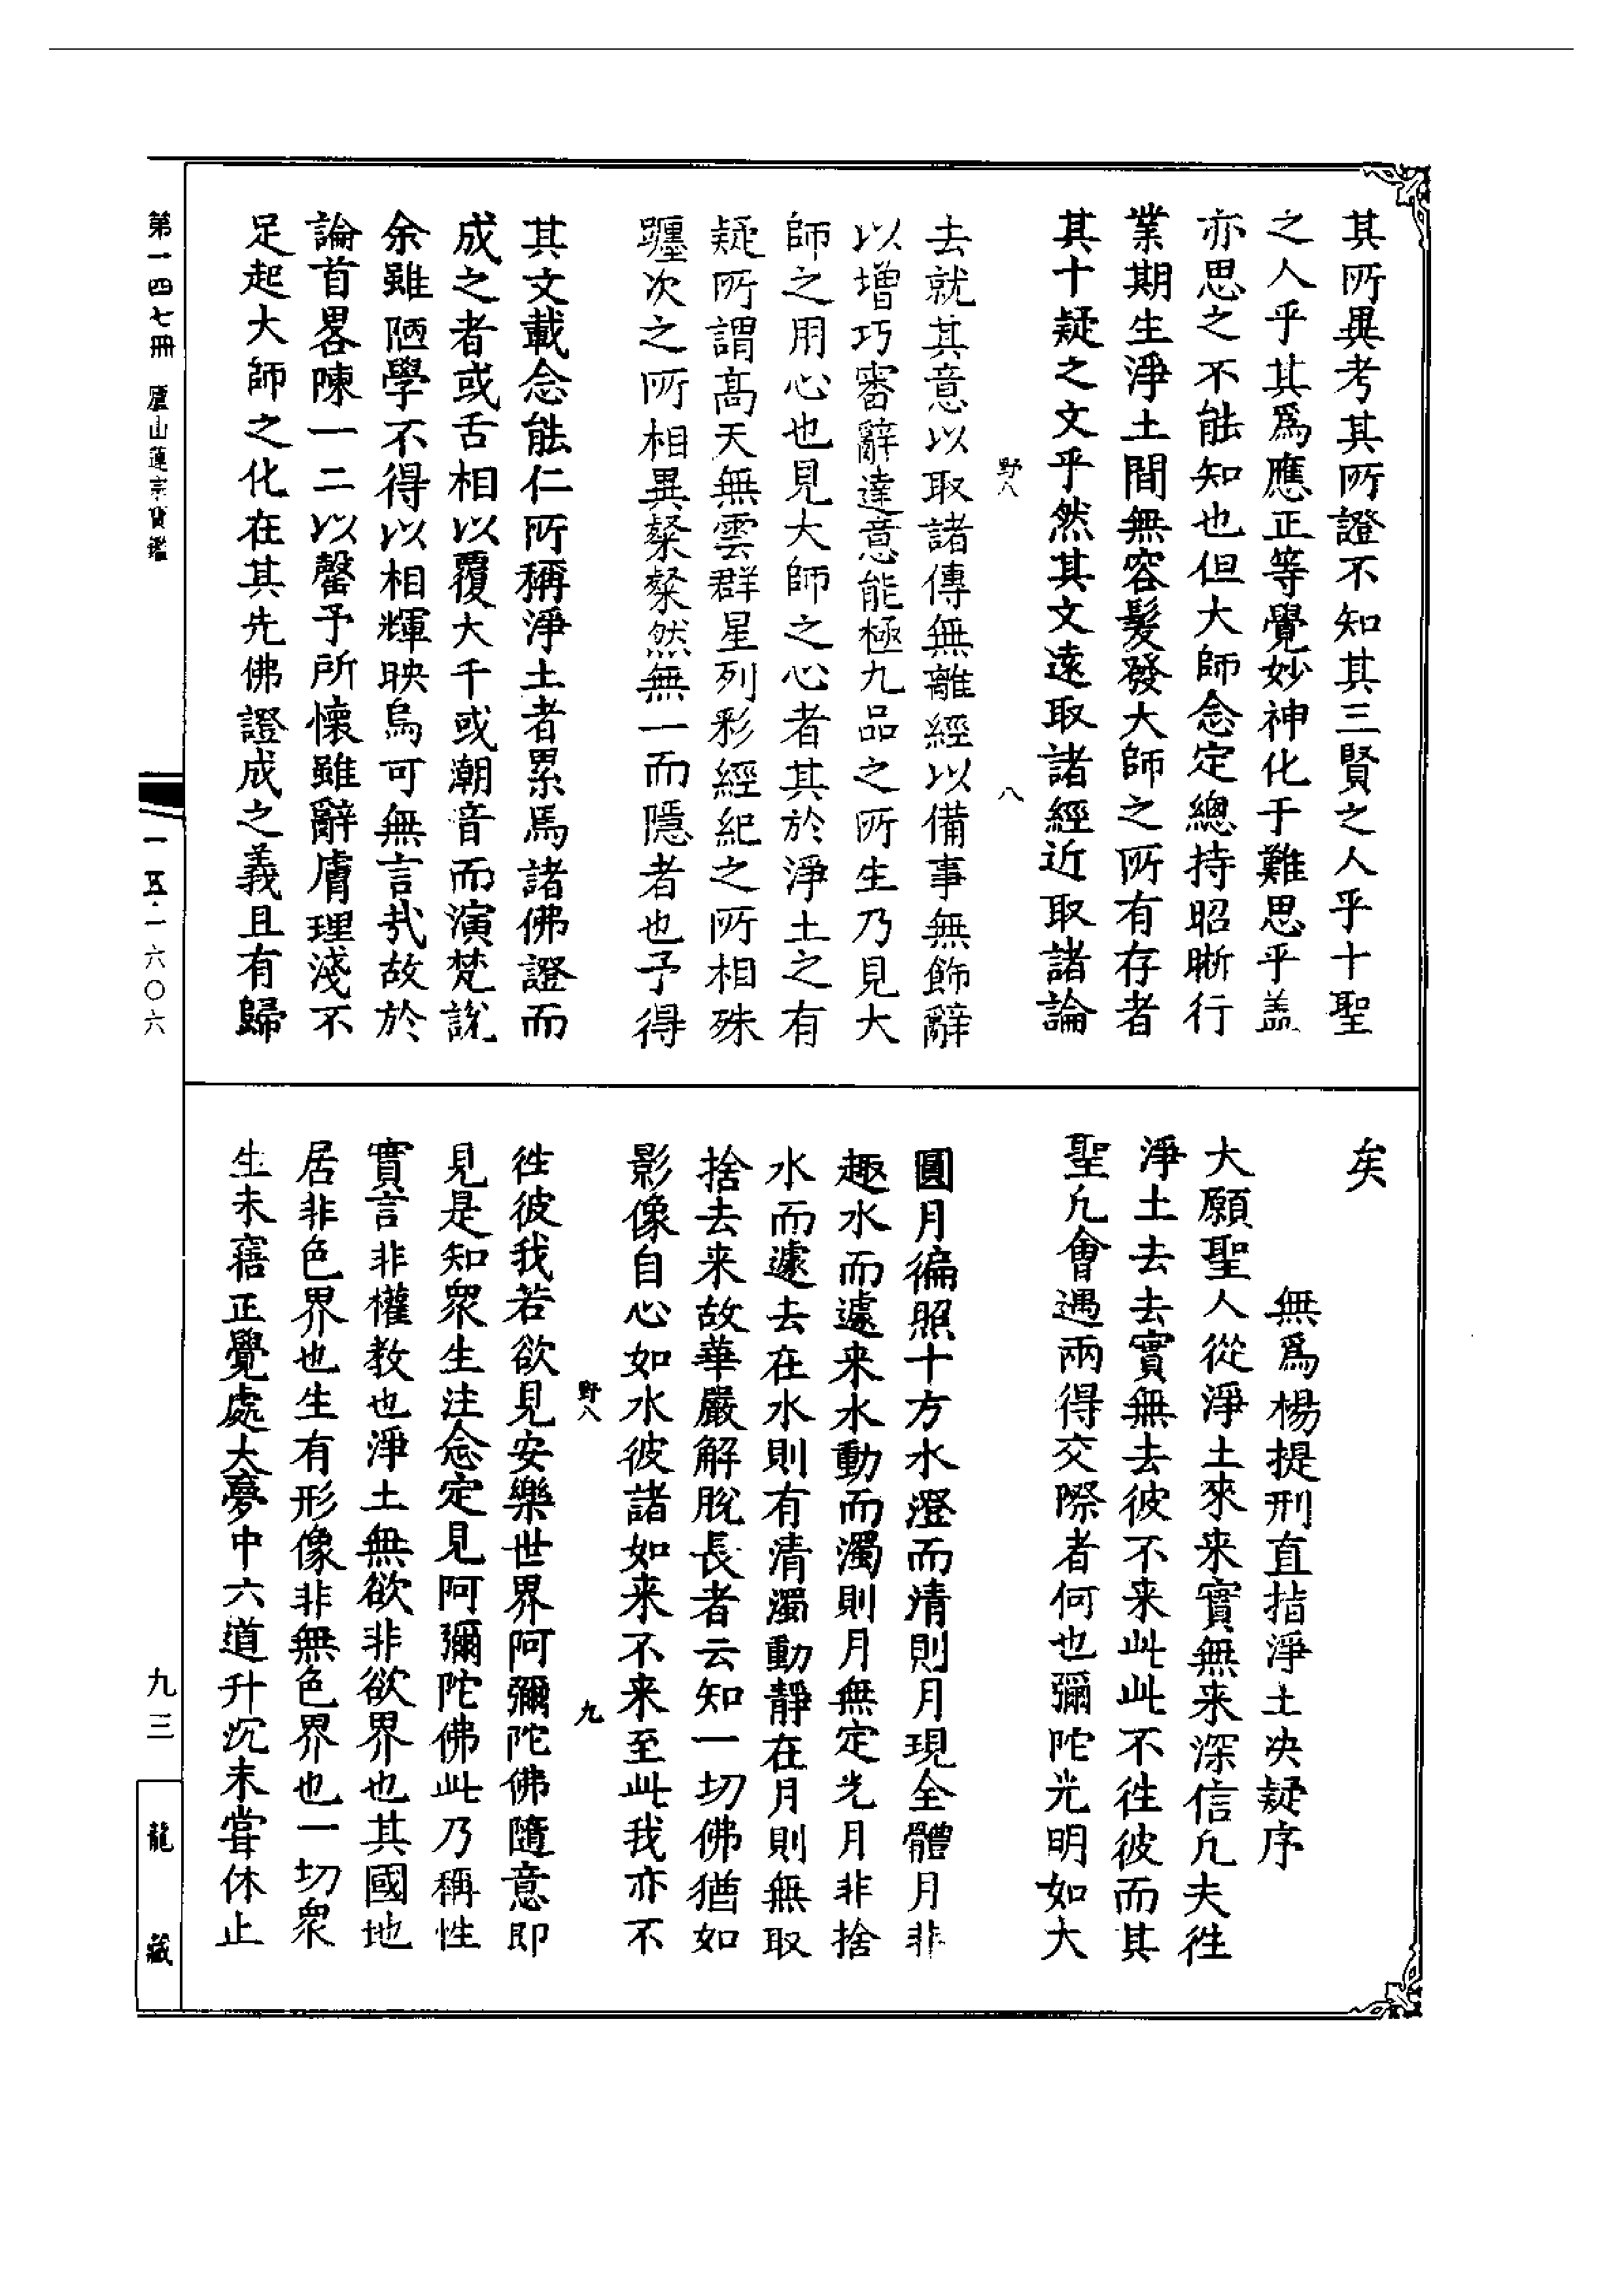 其所異考其所證不知其三賢之人乎十聖
之人乎其爲應正等覺妙神化于難思乎盖
亦思之不能知也但大師念定總持昭晰行
業期生淨土間無容髮發大師之所有存者
其十疑之文乎然其文遠取諸經近取諸論
野八 八
去就其意以取諸傳無離經以備事無飾辭
以增巧審辭達意能極九品之所生乃見大
師之用心也見大師之心者其於淨土之有
疑所謂高天無雲群星列彩經紀之所相殊
躔次之所相異粲粲然無一而隱者也予得
其文載念能仁所稱淨土者累焉諸佛證而
成之者或舌相以覆大千或潮音而演梵說
余雖陋學不得以相輝映烏可無言㢤故於
論首畧陳一二以罄予所懷雖辭膚理淺不
足起大師之化在其先佛證成之義且有歸
矣
無爲楊提刑直指淨土决疑序
大願聖人從淨土來来實無来深信凢夫徃
淨土去去實無去彼不来此此不徃彼而其
聖凢會遇兩得交際者何也彌陀光明如大
圓月徧照十方水澄而清則月現全體月非
趣水而遽来水動而濁則月無定光月非捨
水而遽去在水則有清濁動靜在月則無取
捨去来故華嚴解脫長者云知一切佛猶如
影像自心如水彼諸如来不来至此我亦不
野八 九
徃彼我若欲見安樂世界阿彌陀佛隨意即
見是知衆生注念定見阿彌陀佛此乃稱性
實言非權教也淨土無欲非欲界也其國地
居非色界也生有形像非無色界也一切衆
生未寤正覺處大夢中六道升沉未甞休止
第一四七冊 廬山蓮宗寶鑑
一五·一六〇六
九三
龍藏